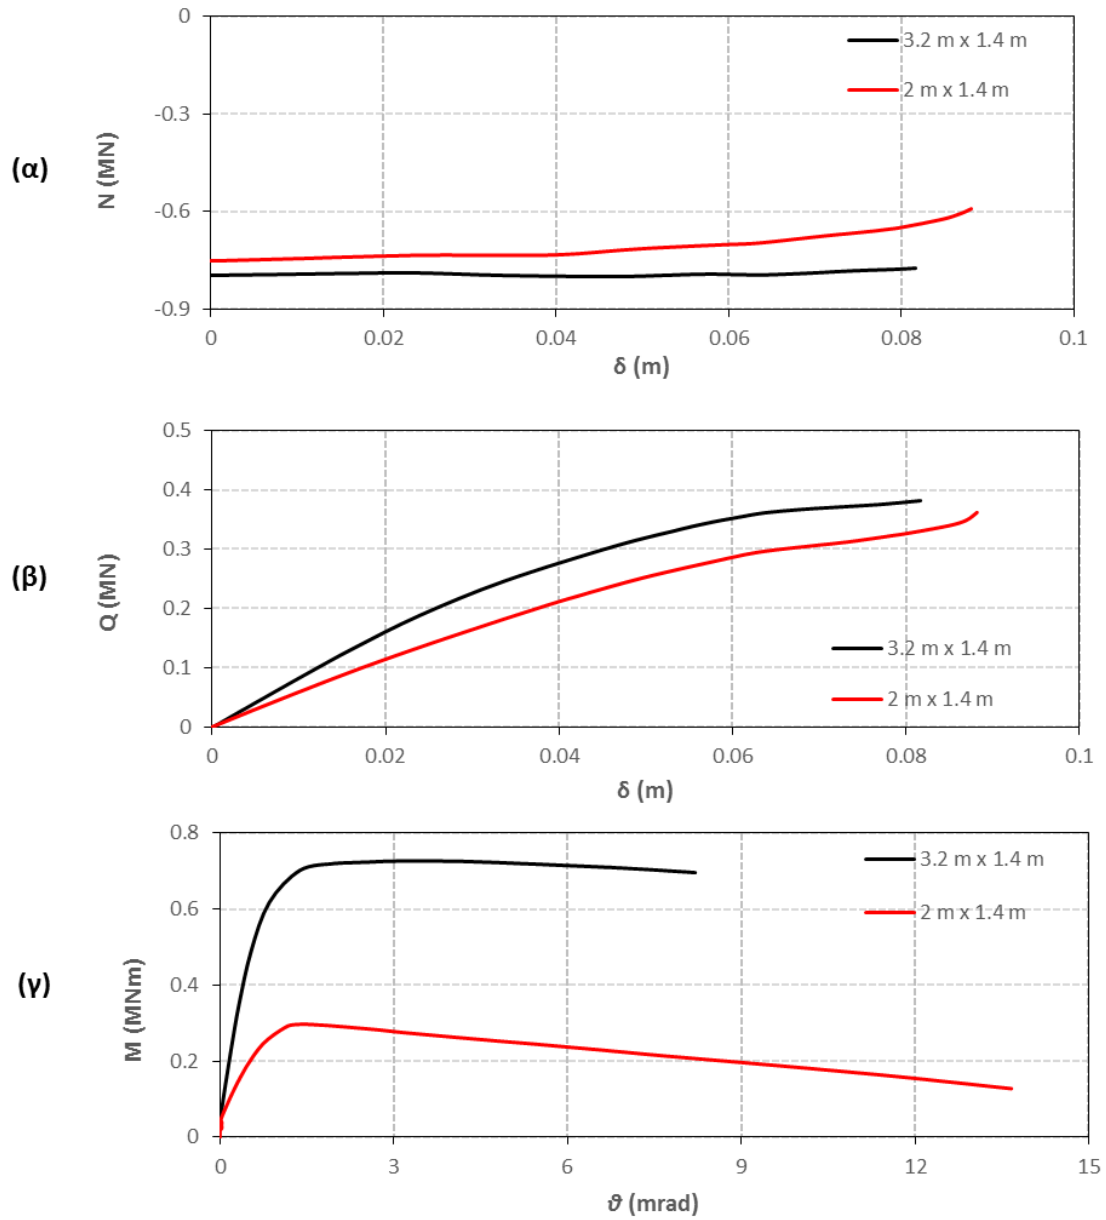 (α)
N (MN)
0
-0.3
-0.6
-0.9
3.2 m x 1.4 m
2 m x 1.4 m
0 0.02 0.04 0.06 0.08 0.1
δ (m)
(β)
Q (MN)
0.5
0.4
0.3
0.2
0.1
0
3.2 m x 1.4 m
2 m x 1.4 m
0 0.02 0.04 0.06 0.08 0.1
δ (m)
(γ)
M (MNm)
0.8
0.6
0.4
0.2
0
3.2 m x 1.4 m
2 m x 1.4 m
0 3 6 9 12 15
ϑ (mrad)